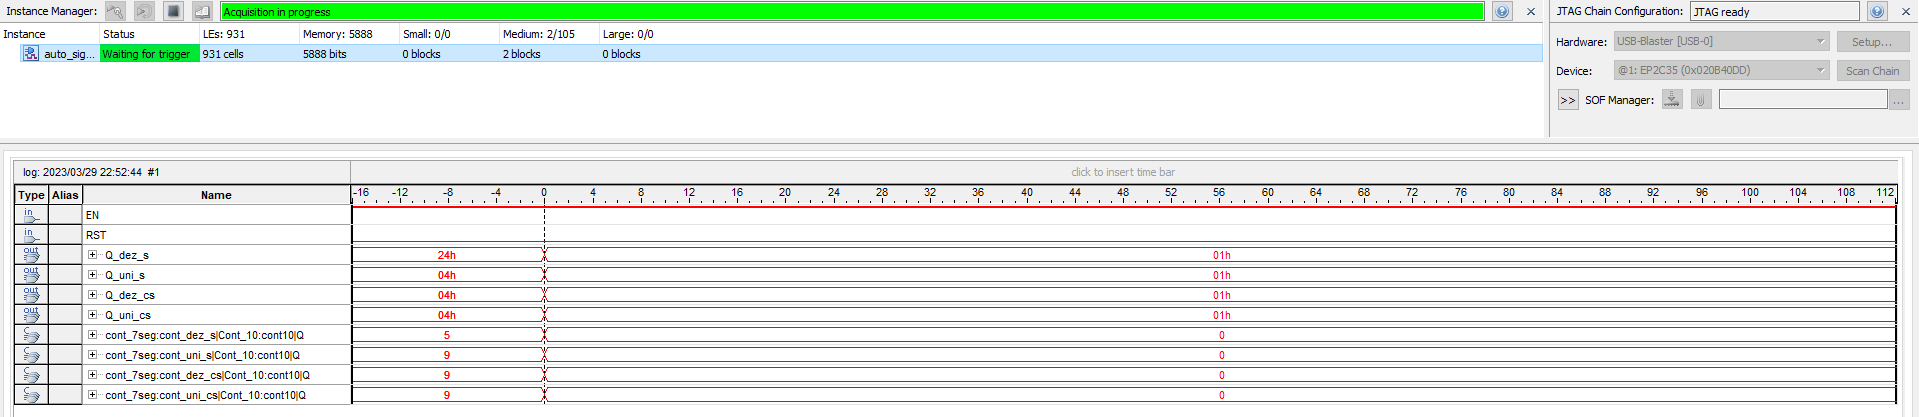 Instance Manager: Acquisition in progress
JTAG Chain Configuration: JTAG ready
Instance Status LEs: 931 Memory: 5888 Small: 0/0 Medium: 2/105 Large: 0/0
auto_sig... Waiting for trigger 931 cells 5888 bits 0 blocks 2 blocks 0 blocks
Hardware: USB-Blaster [USB-0] Setup...
Device: @1: EP2C35 (0x020B40DD) Scan Chain
>> SOF Manager: ...
log: 2023/03/29 22:52:44 #1 click to insert time bar
Type Alias Name -16 -12 -8 -4 0 4 8 12 16 20 24 28 32 36 40 44 48 52 56 60 64 68 72 76 80 84 88 92 96 100 104 108 112
in EN
in RST
out Q_dez_s 24h 01h
out Q_uni_s 04h 01h
out Q_dez_cs 04h 01h
out Q_uni_cs 04h 01h
C cont_7seg:cont_dez_s|Cont_10:cont10|Q 5 0
C cont_7seg:cont_uni_s|Cont_10:cont10|Q 9 0
C cont_7seg:cont_dez_cs|Cont_10:cont10|Q 9 0
C cont_7seg:cont_uni_cs|Cont_10:cont10|Q 9 0